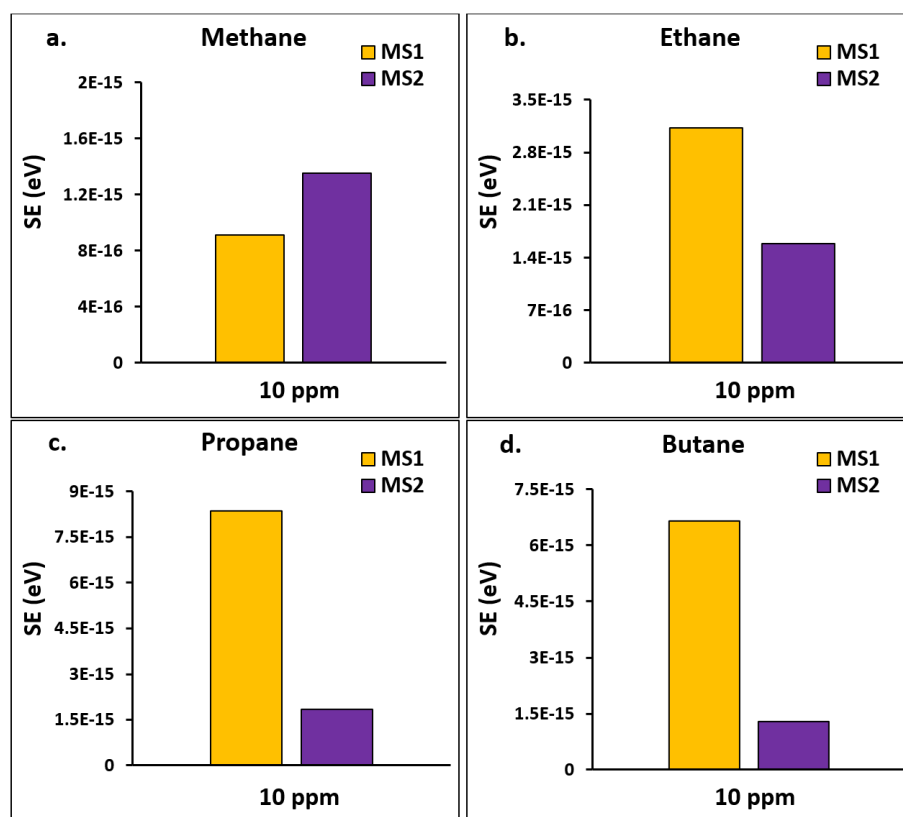 a.
Methane
MS1
MS2
2E-15
1.6E-15
1.2E-15
8E-16
4E-16
0
SE (eV)
10 ppm
b.
Ethane
MS1
MS2
3.5E-15
2.8E-15
2.1E-15
1.4E-15
7E-16
0
SE (eV)
10 ppm
c.
Propane
MS1
MS2
9E-15
7.5E-15
6E-15
4.5E-15
3E-15
1.5E-15
0
SE (eV)
10 ppm
d.
Butane
MS1
MS2
7.5E-15
6E-15
4.5E-15
3E-15
1.5E-15
0
SE (eV)
10 ppm